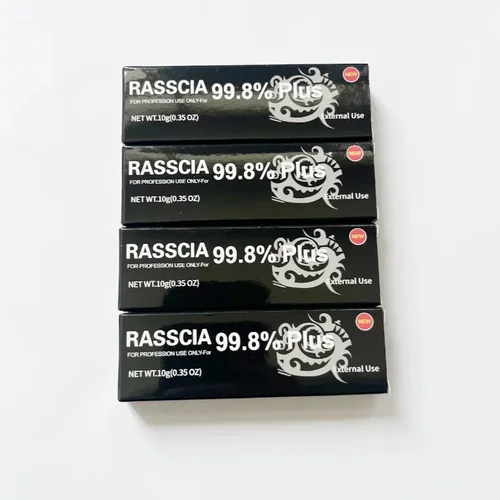 RASSCIA 99.8% Plus
NEW
FOR PROFESSION USE ONLY-For
NET WT.10g(0.35 OZ)
External Use
RASSCIA 99.8% Plus
NEW
FOR PROFESSION USE ONLY-For
NET WT.10g(0.35 OZ)
External Use
RASSCIA 99.8% Plus
NEW
FOR PROFESSION USE ONLY-For
NET WT.10g(0.35 OZ)
External Use
RASSCIA 99.8% Plus
NEW
FOR PROFESSION USE ONLY-For
NET WT.10g(0.35 OZ)
External Use